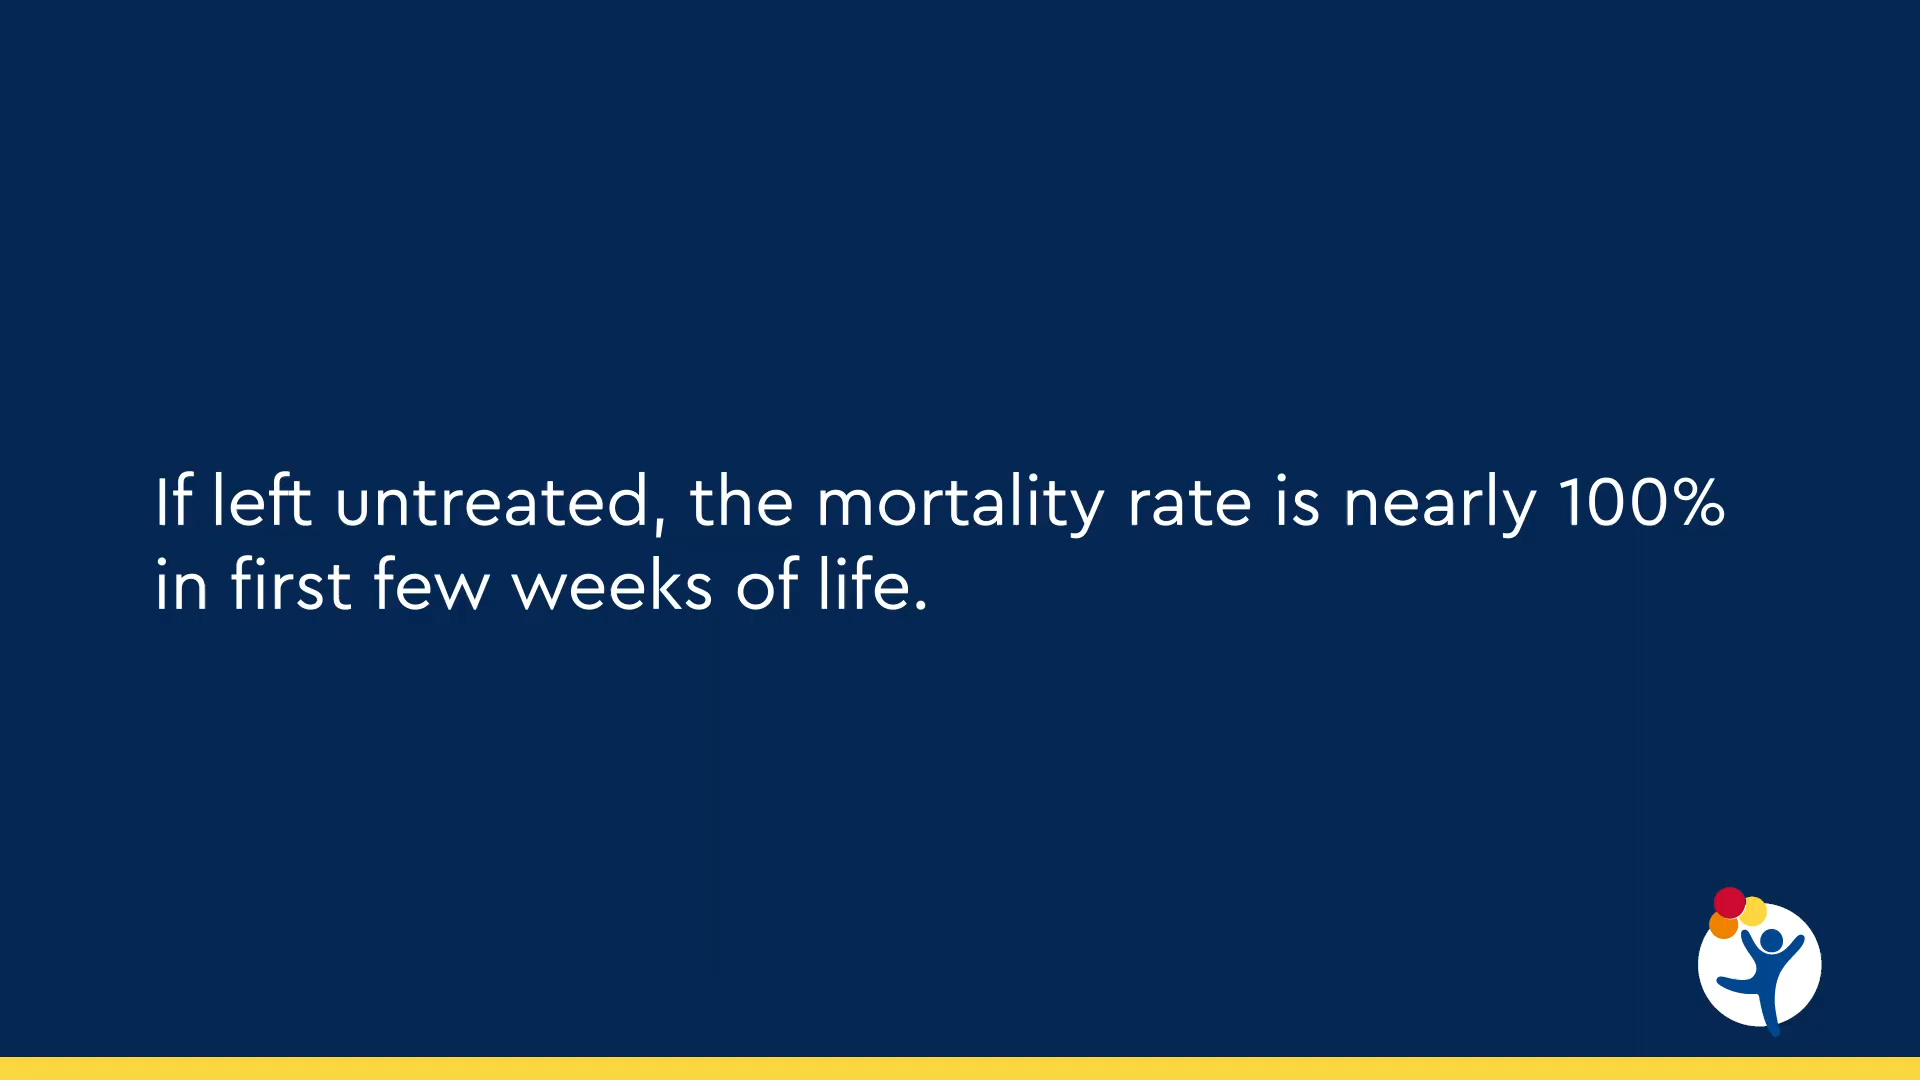 If left untreated, the mortality rate is nearly 100%
in first few weeks of life.